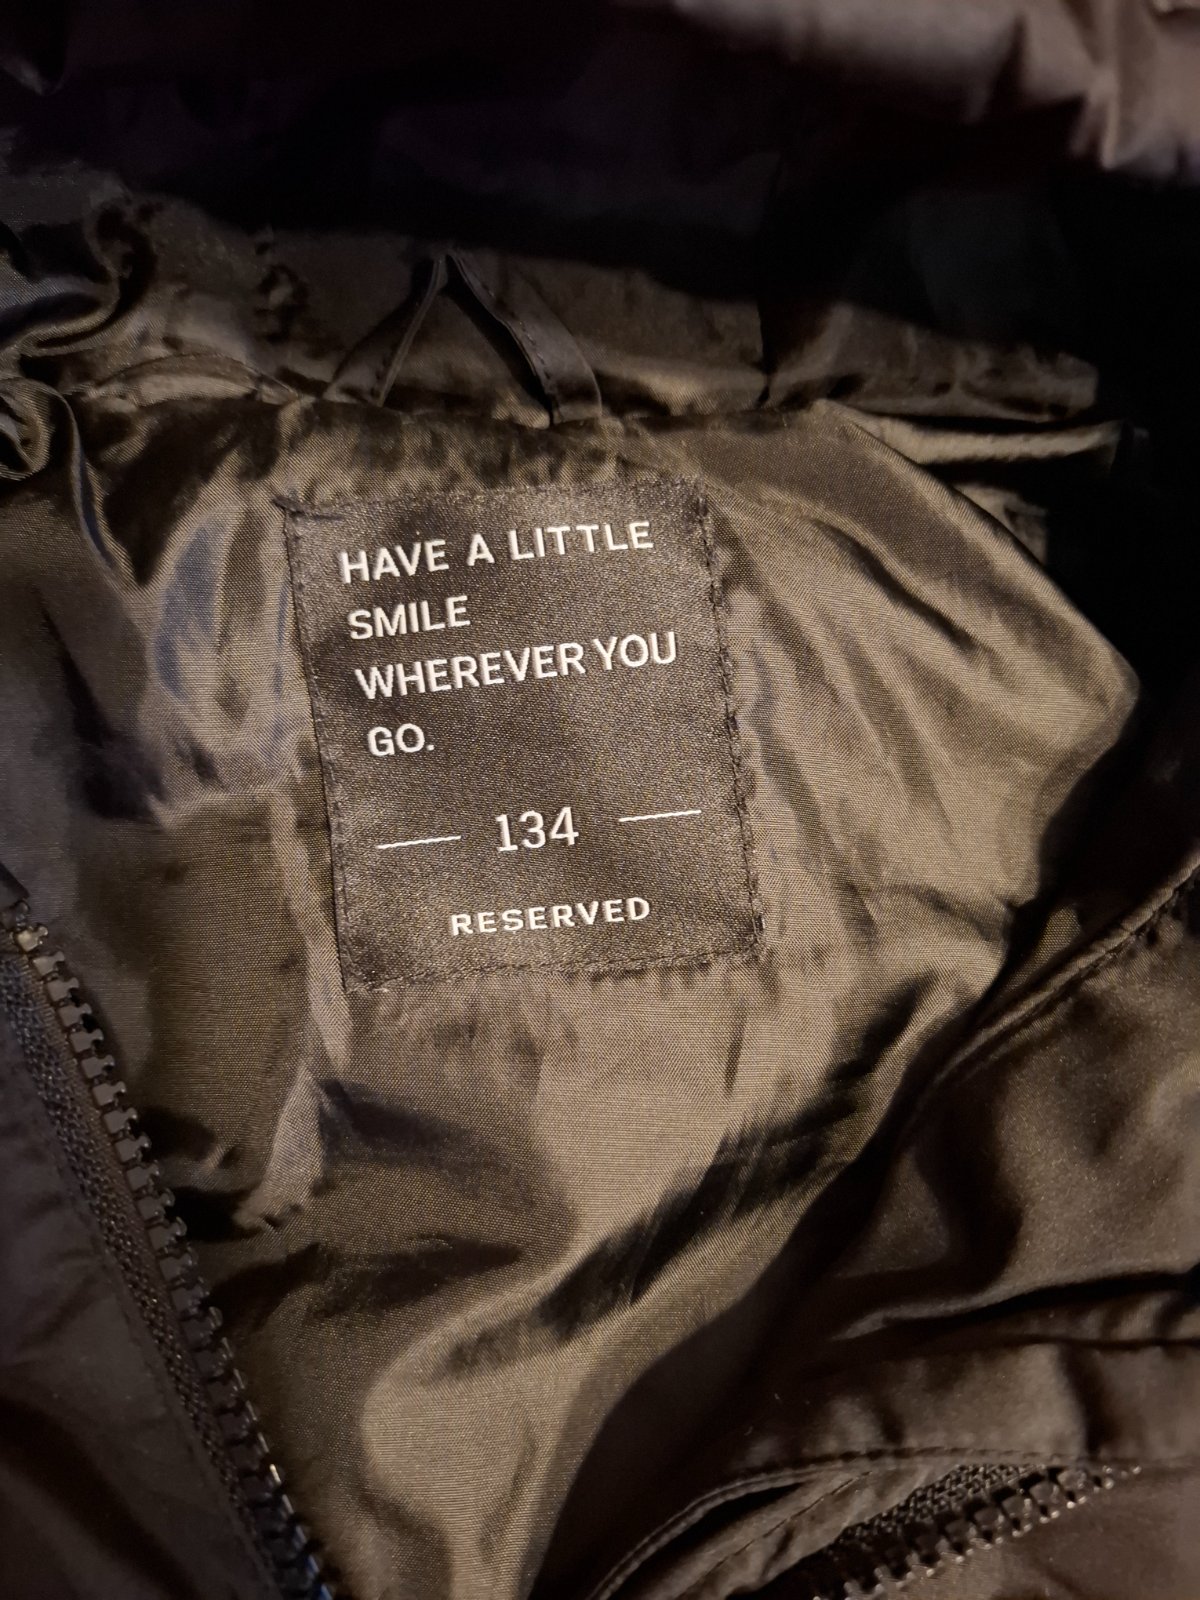 HAVE A LITTLE
SMILE
WHEREVER YOU
GO.
134
RESERVED